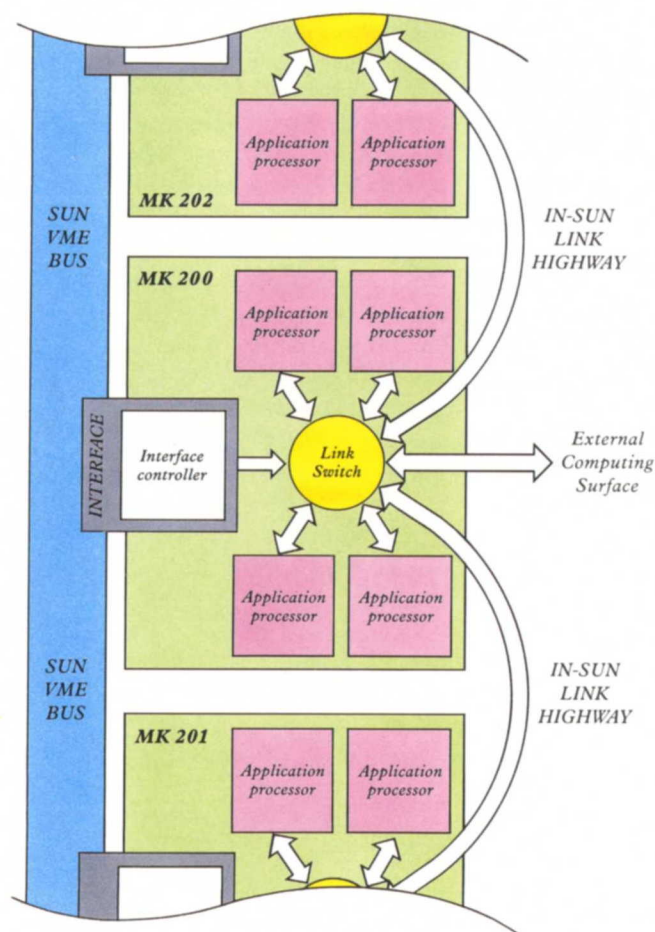 Application
processor
Application
processor
MK 202
SUN
VME
BUS
IN-SUN
LINK
HIGHWAY
MK 200
Application
processor
Application
processor
INTERFACE
Interface
controller
Link
Switch
External
Computing
Surface
Application
processor
Application
processor
SUN
VME
BUS
IN-SUN
LINK
HIGHWAY
MK 201
Application
processor
Application
processor